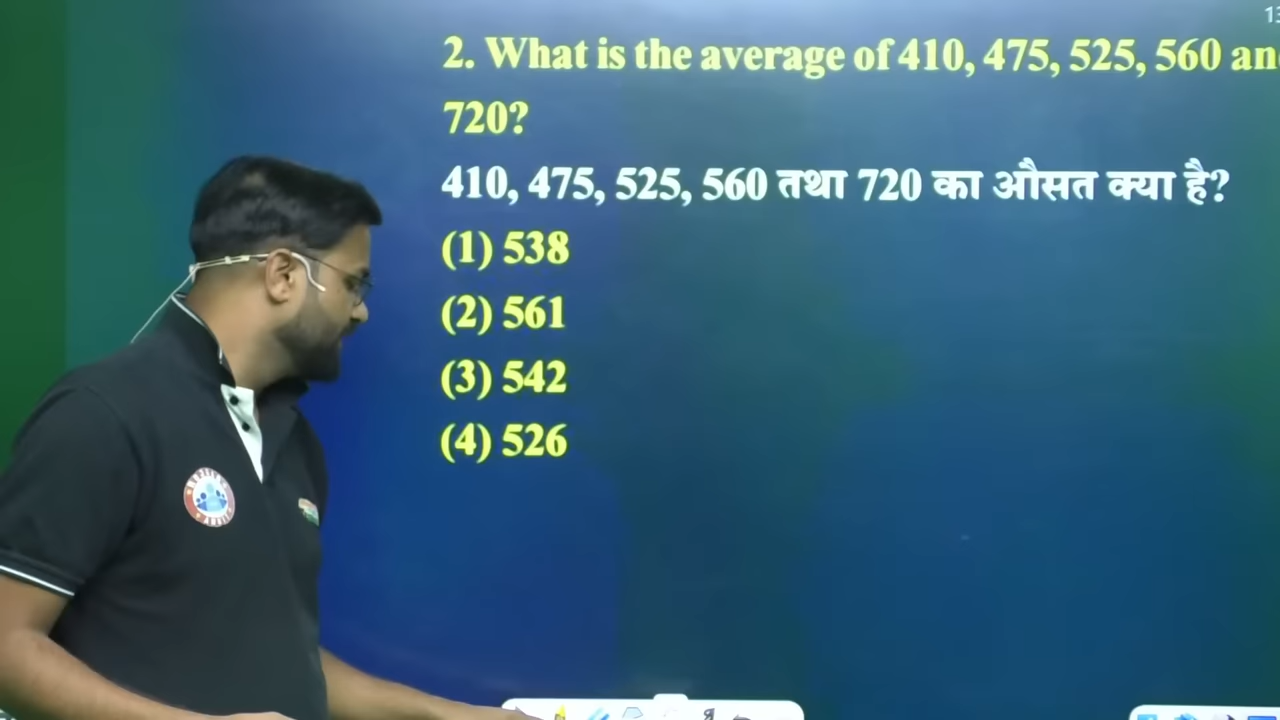 2. What is the average of 410, 475, 525, 560
720?
410, 475, 525, 560 तथा 720 का औसत क्या है?
(1) 538
(2) 561
(3) 542
(4) 526